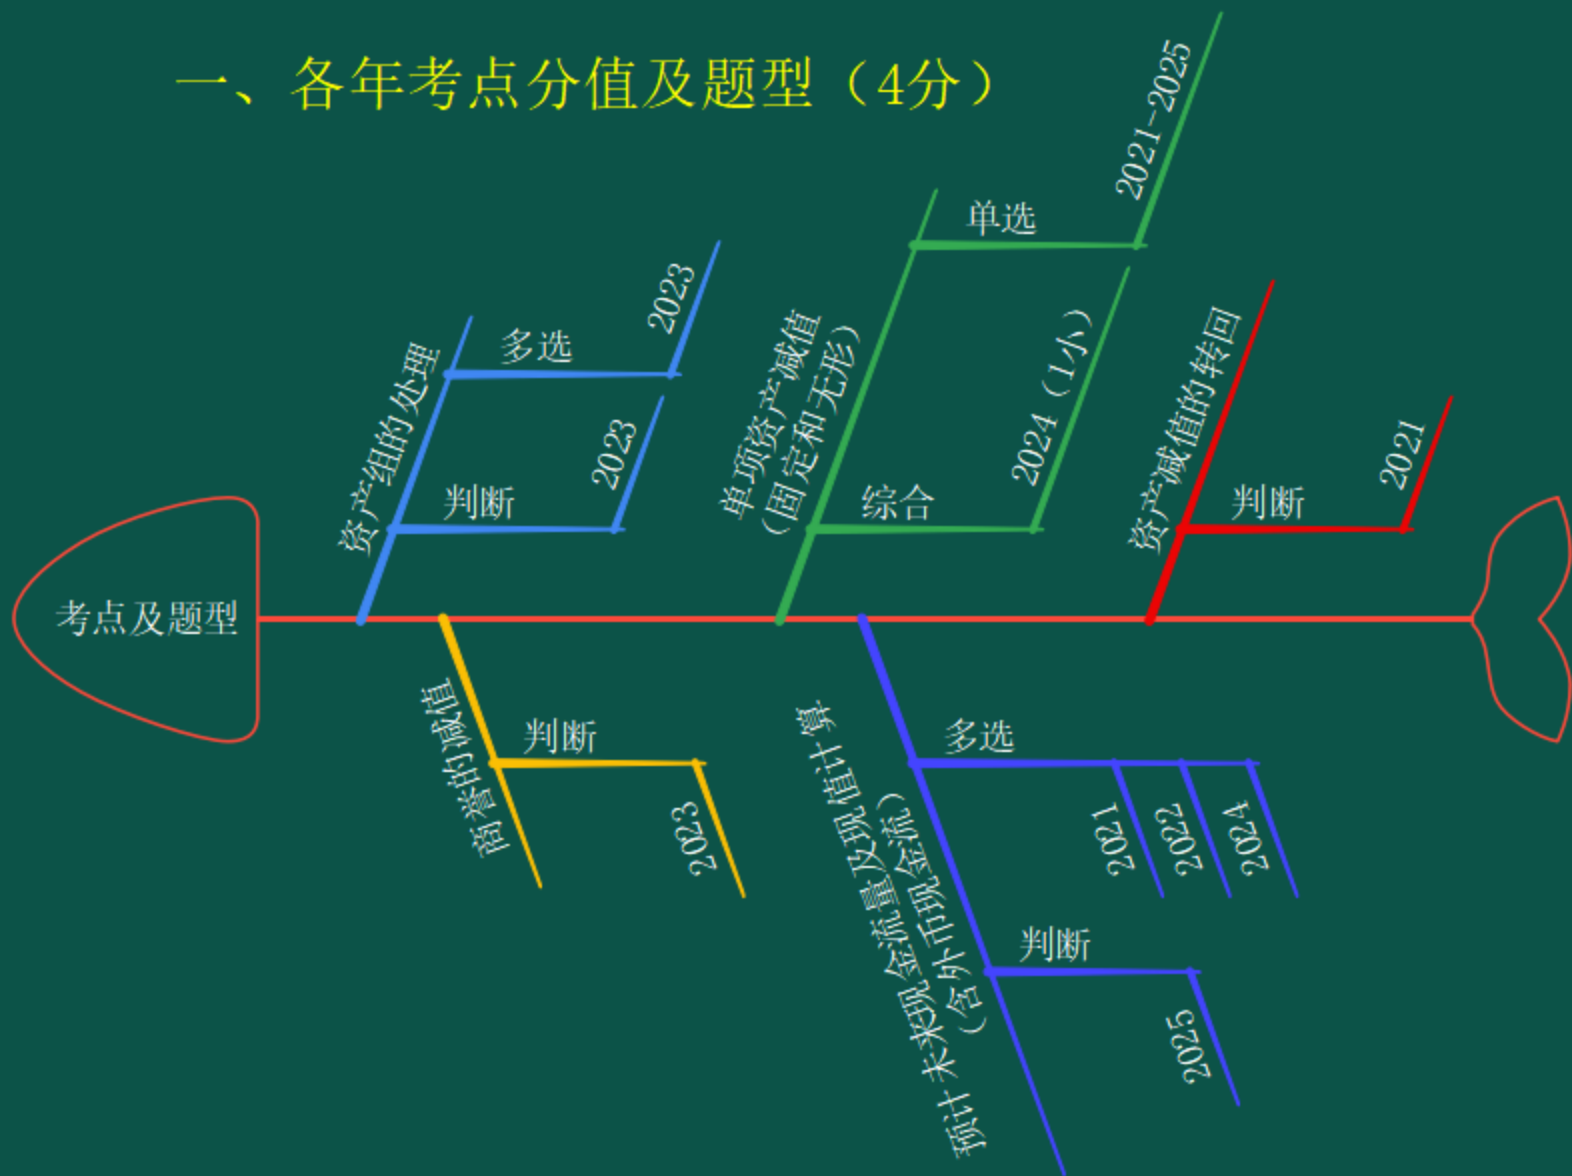 一、各年考点分值及题型（4分）
考点及题型
资产组的处理
多选
2023
判断
2023
单项资产减值
（固定和无形）
单选
2021-2025
综合
2024（1小）
资产减值的转回
判断
2021
商誉的减值
判断
2023
预计未来现金流量及现值计算
（含外币现金流）
多选
2021
2022
2024
判断
2025